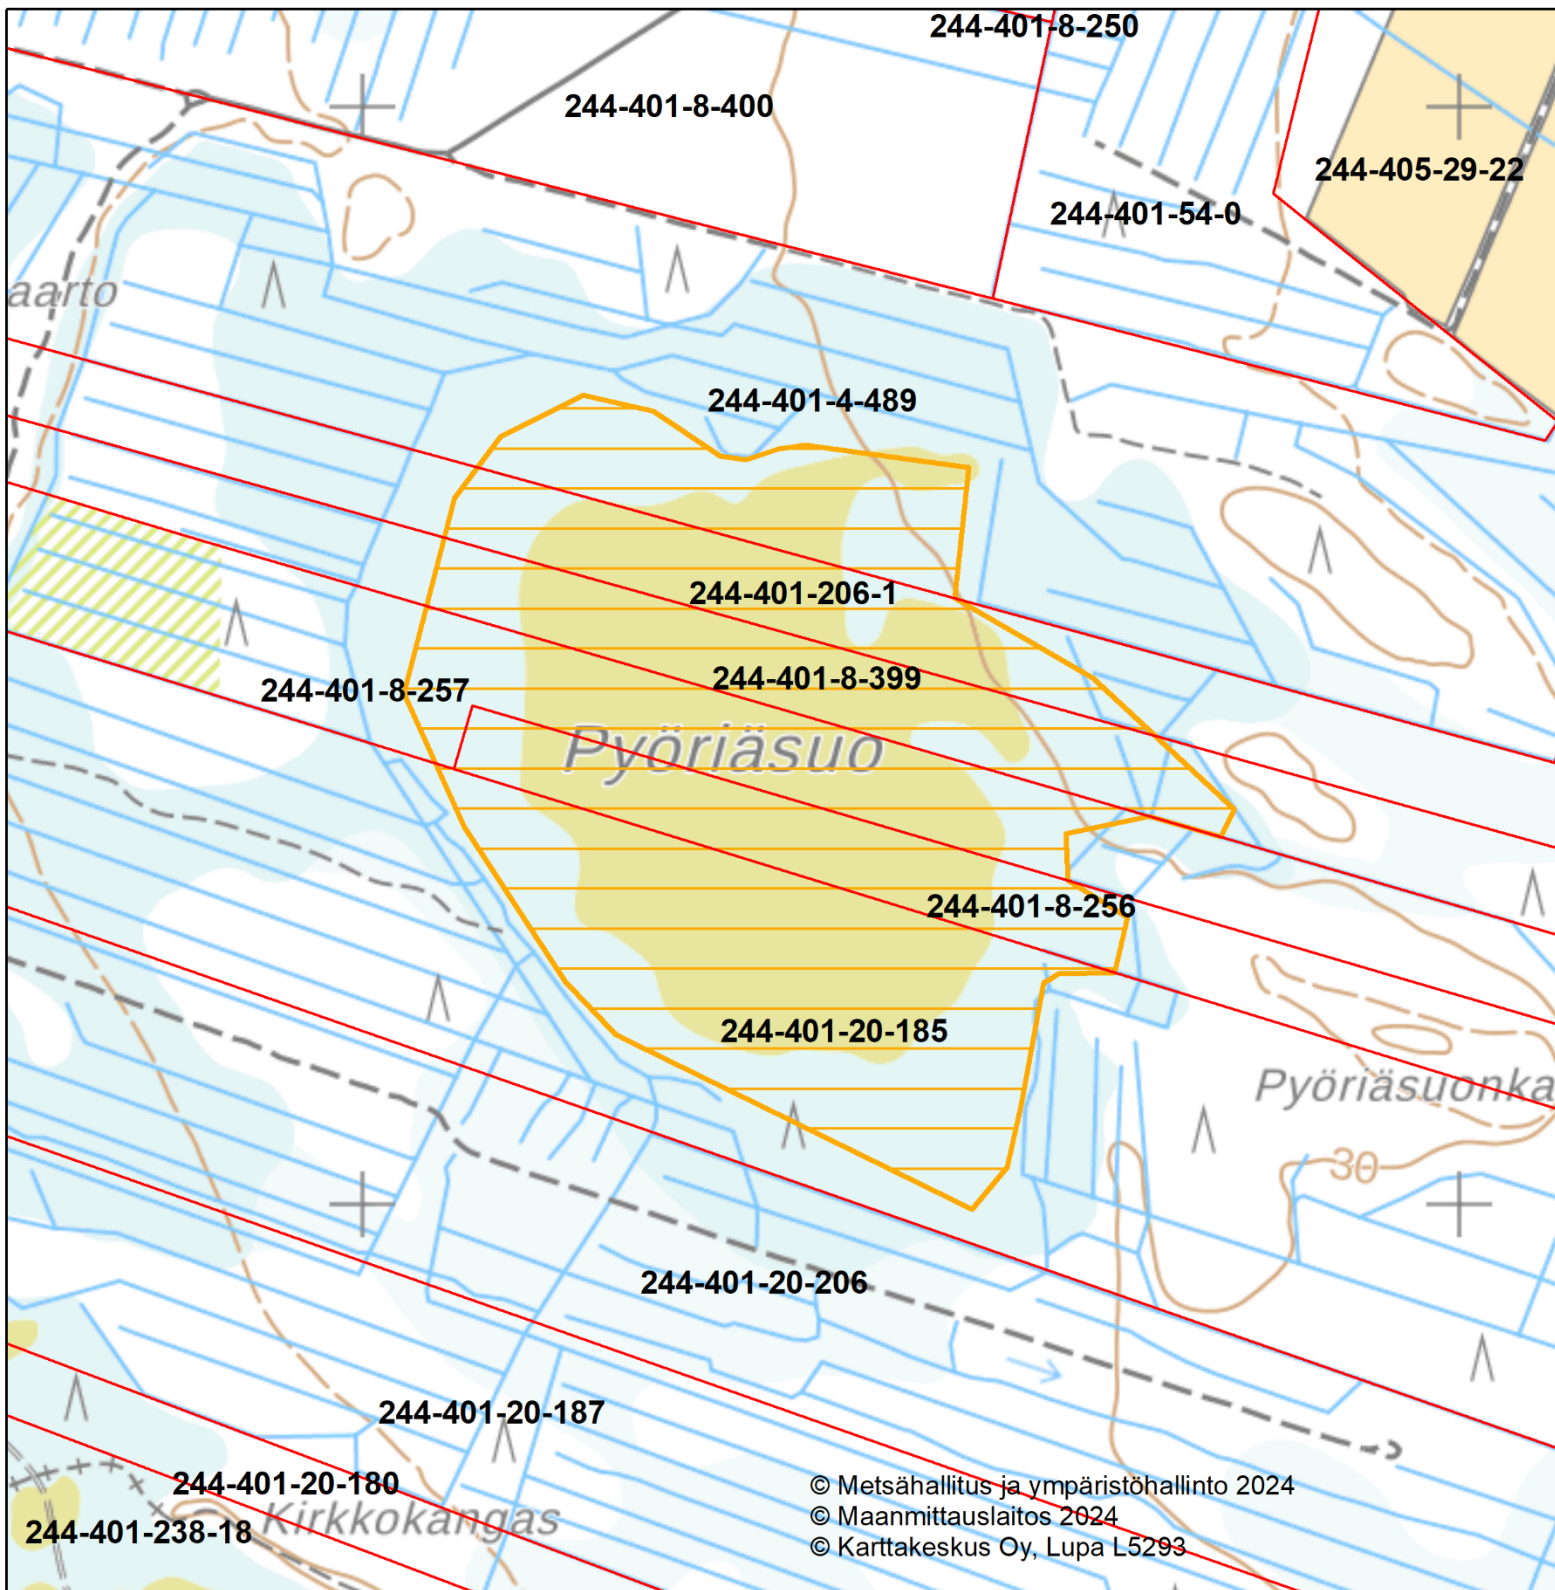 244-401-8-250
244-401-8-400
244-405-29-22
244-401-54-0
aarto
244-401-4-489
244-401-206-1
244-401-8-399
244-401-8-257
Pyöriäsuo
244-401-8-256
244-401-20-185
Pyöriäsuonka
30
244-401-20-206
244-401-20-187
244-401-20-180
© Metsähallitus ja ympäristöhallinto 2024
© Maanmittauslaitos 2024
© Karttakeskus Oy, Lupa L5293
Kirkkokangas
244-401-238-18